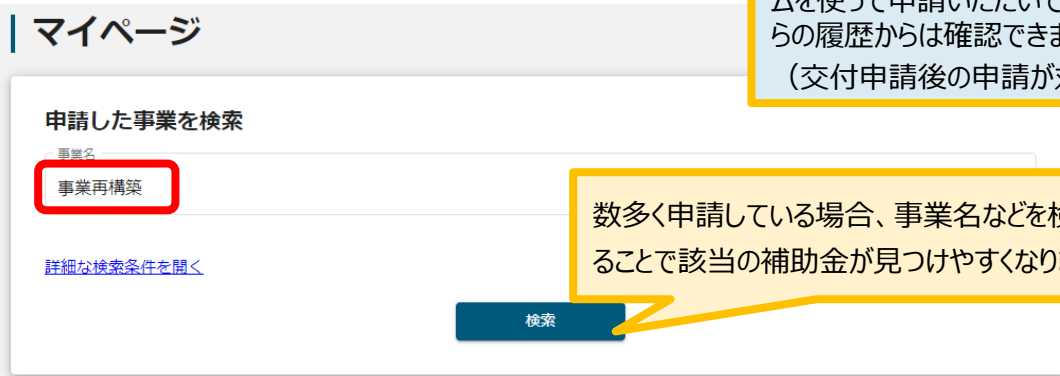 ムを使って申請いただいて
らの履歴からは確認できま
（交付申請後の申請が
マイページ
申請した事業を検索
事業名
事業再構築
数多く申請している場合、事業名などを検
ることで該当の補助金が見つけやすくなり
詳細な検索条件を開く
検索